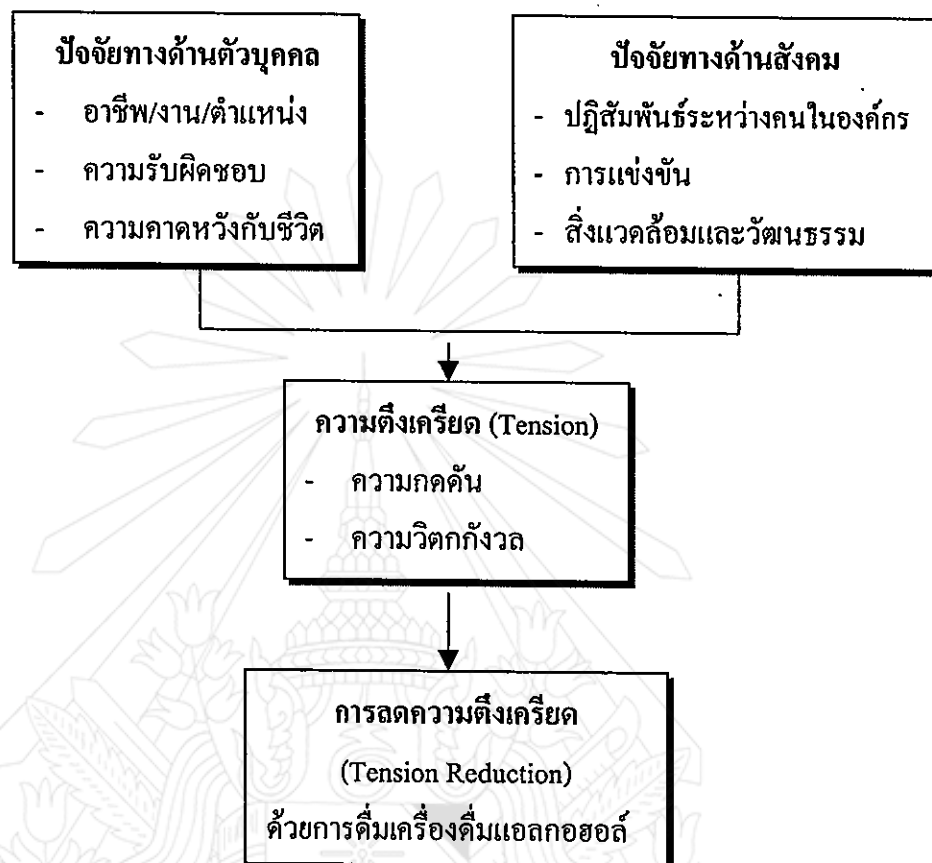 ปัจจัยทางด้านตัวบุคคล
- อาชีพ/งาน/ตำแหน่ง
- ความรับผิดชอบ
- ความคาดหวังกับชีวิต
ปัจจัยทางด้านสังคม
- ปฏิสัมพันธ์ระหว่างคนในองค์กร
- การแข่งขัน
- สิ่งแวดล้อมและวัฒนธรรม
ความตึงเครียด (Tension)
- ความกดดัน
- ความวิตกกังวล
การลดความตึงเครียด
(Tension Reduction)
ด้วยการดื่มเครื่องดื่มแอลกอฮอล์